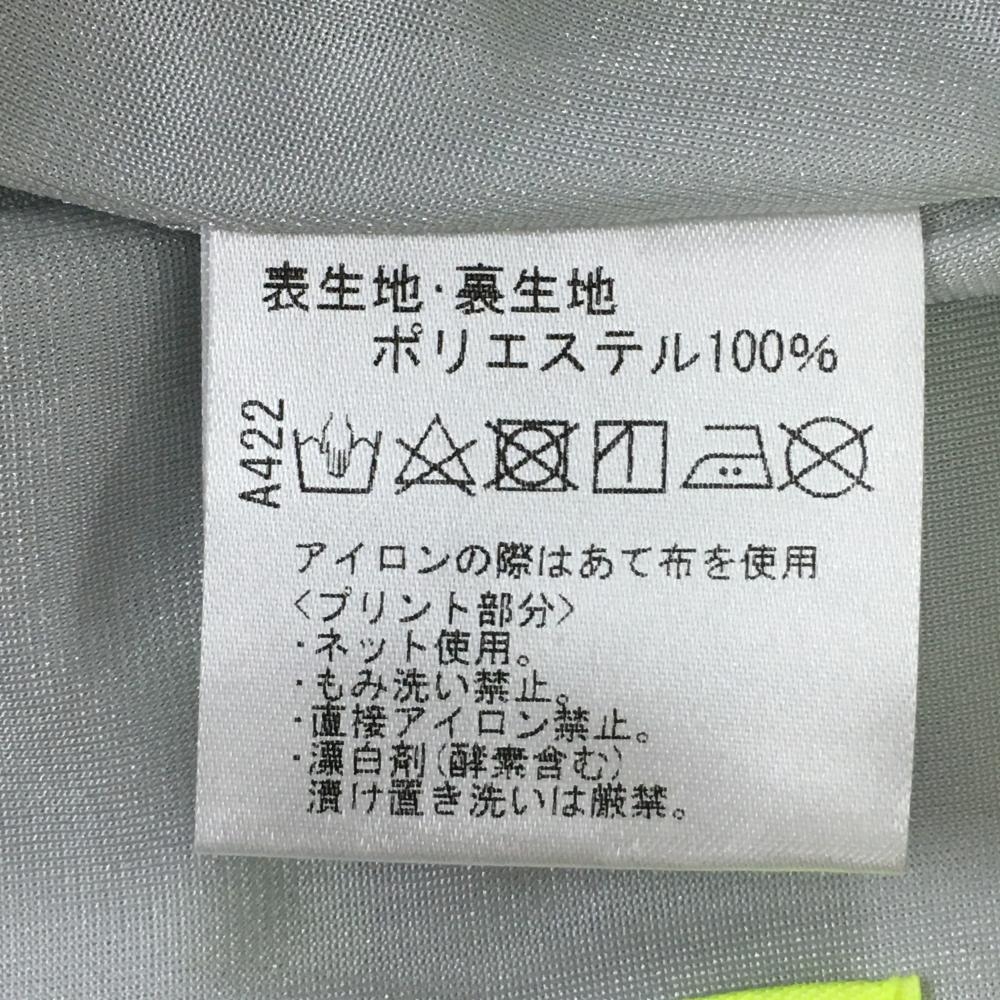 表生地・裏生地
ポリエステル100%
A422
アイロンの際はあて布を使用
〈プリント部分〉
・ネット使用。
・もみ洗い禁止。
・直接アイロン禁止。
・漂白剤(酵素含む)
漬け置き洗いは厳禁。